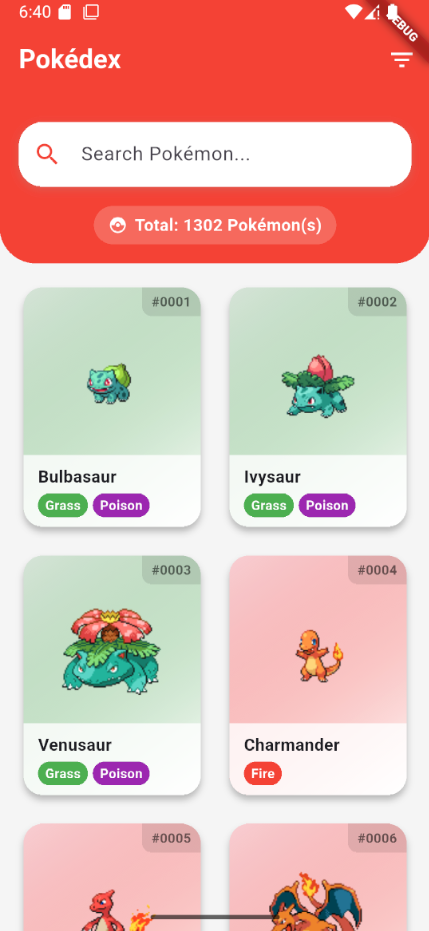 6:40
DEBUG
Pokédex
Search Pokémon...
Total: 1302 Pokémon(s)
#0001
#0002
Bulbasaur
Ivysaur
Grass Poison
Grass Poison
#0003
#0004
Venusaur
Charmander
Grass Poison
Fire
#0005
#0006